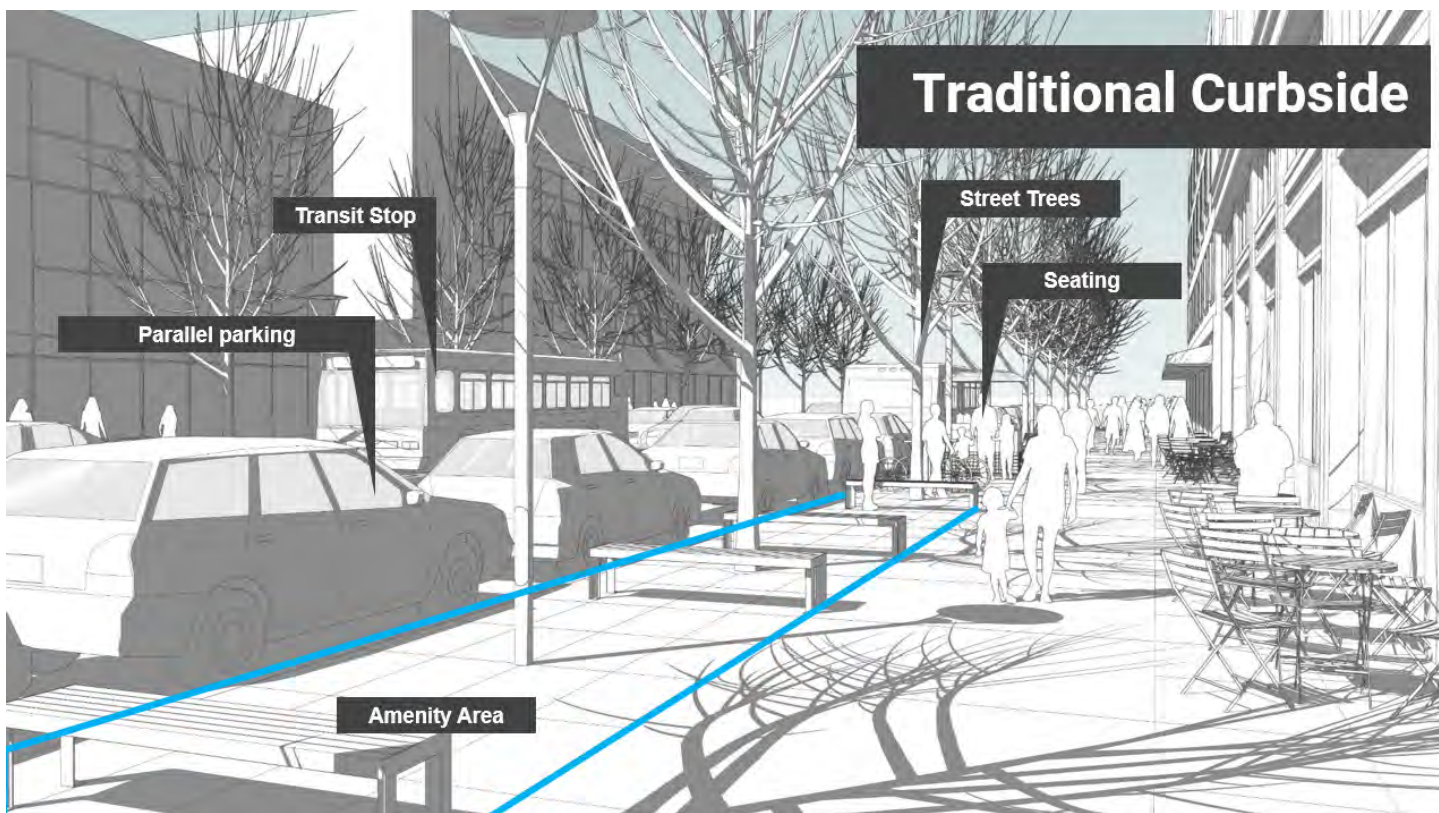 Traditional Curbside
Street Trees
Transit Stop
Seating
Parallel parking
Amenity Area